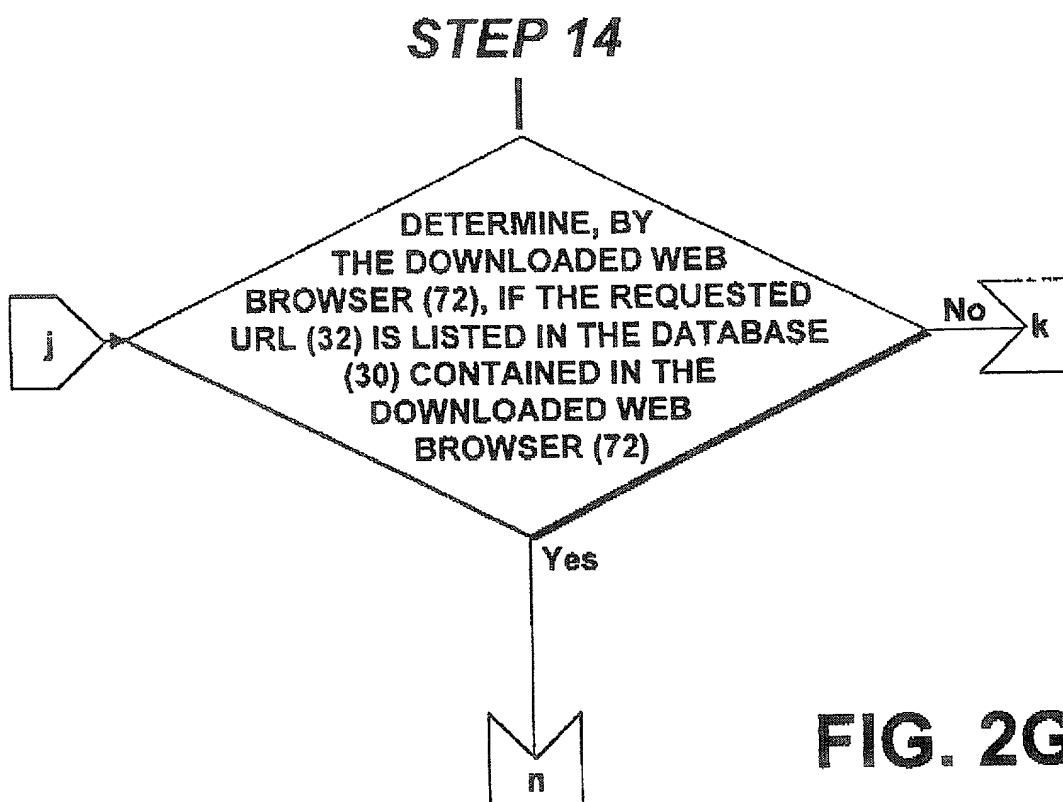 STEP 14
DETERMINE, BY
THE DOWNLOADED WEB
BROWSER (72), IF THE REQUESTED
URL (32) IS LISTED IN THE DATABASE
(30) CONTAINED IN THE
DOWNLOADED WEB
BROWSER (72)
j
No
k
Yes
n
FIG. 2G